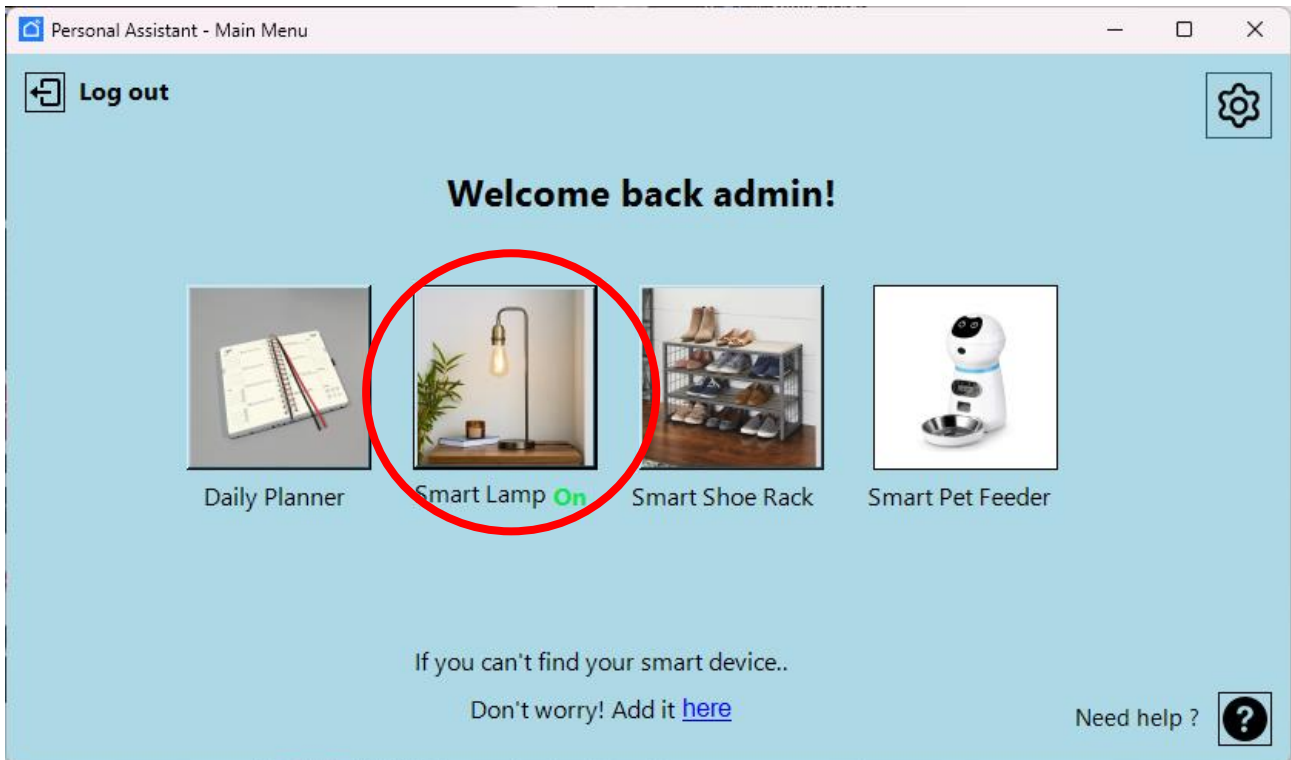 Personal Assistant - Main Menu
Log out
Welcome back admin!
Daily Planner
Smart Lamp On
Smart Shoe Rack
Smart Pet Feeder
If you can't find your smart device..
Don't worry! Add it here
Need help ?